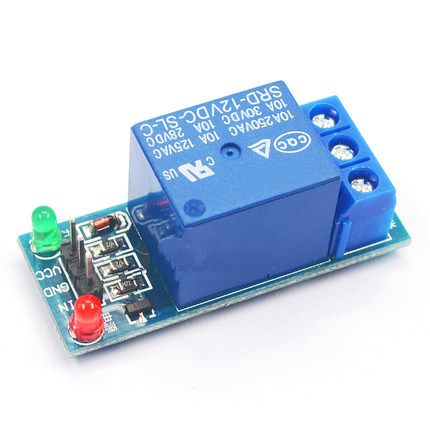 10A 250VAC 10A 125VAC
10A 30VDC 10A 28VDC
SRD-12VDC-SL-C
CQC
C US
VCC
GND
IN